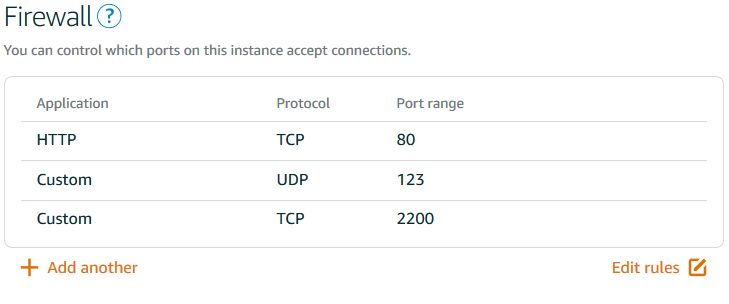 Firewall ?
You can control which ports on this instance accept connections.
Application Protocol Port range
HTTP TCP 80
Custom UDP 123
Custom TCP 2200
Add another Edit rules